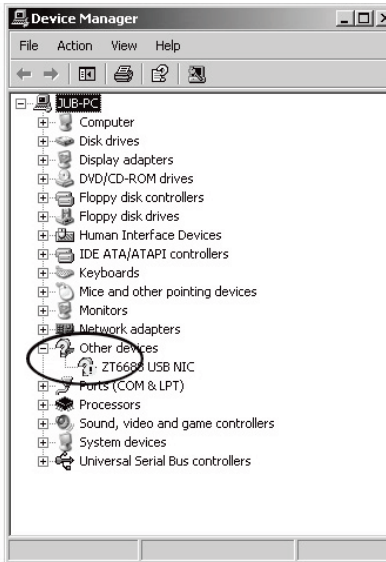 Device Manager
File Action View Help
JUB-PC
Computer
Disk drives
Display adapters
DVD/CD-ROM drives
Floppy disk controllers
Floppy disk drives
Human Interface Devices
IDE ATA/ATAPI controllers
Keyboards
Mice and other pointing devices
Monitors
Network adapters
Other devices
ZT6688 USB NIC
Ports (COM & LPT)
Processors
Sound, video and game controllers
System devices
Universal Serial Bus controllers